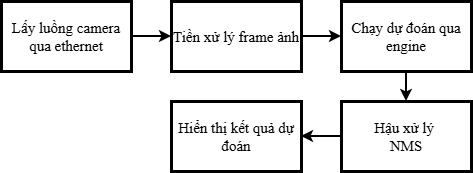 Lấy luồng camera
qua ethernet
Tiền xử lý frame ảnh
Chạy dự đoán qua
engine
Hậu xử lý
NMS
Hiển thị kết quả dự
đoán